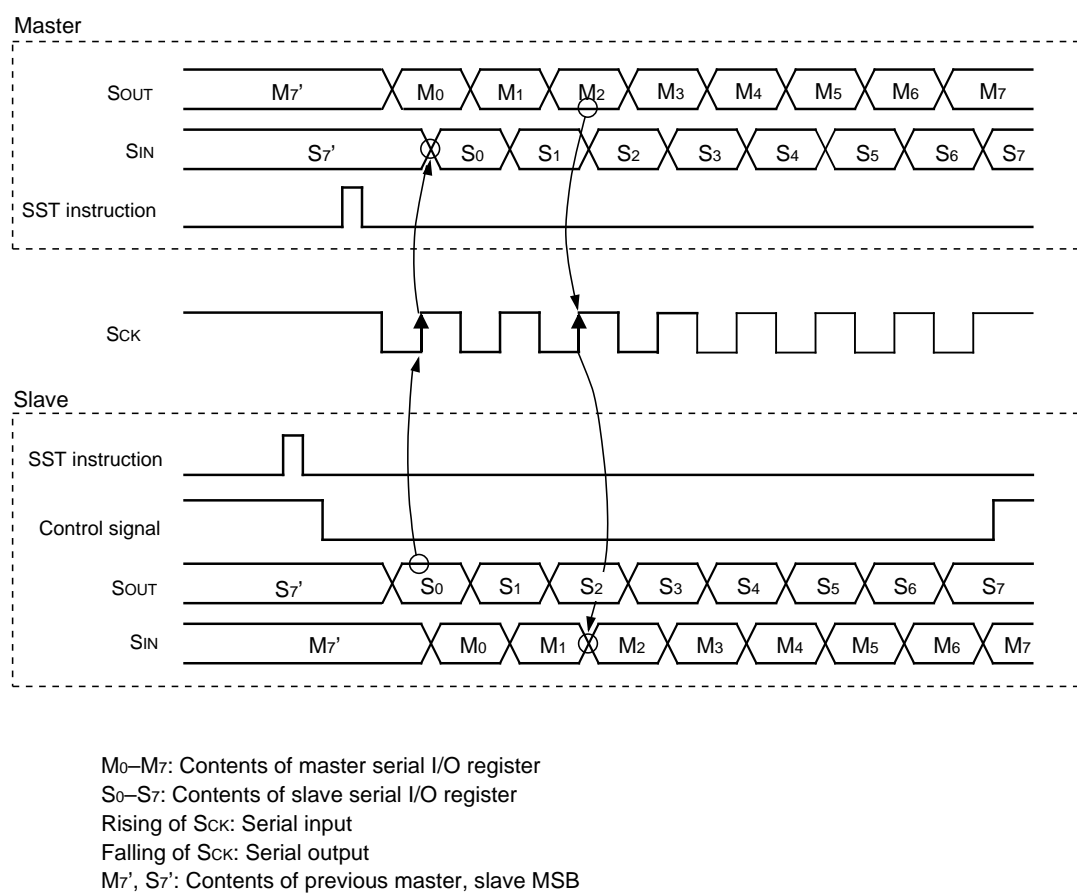 Master
SOUT M7' M0 M1 M2 M3 M4 M5 M6 M7
SIN S7' S0 S1 S2 S3 S4 S5 S6 S7
SST instruction
SCK
Slave
SST instruction
Control signal
SOUT S7' S0 S1 S2 S3 S4 S5 S6 S7
SIN M7' M0 M1 M2 M3 M4 M5 M6 M7
M0–M7: Contents of master serial I/O register
S0–S7: Contents of slave serial I/O register
Rising of SCK: Serial input
Falling of SCK: Serial output
M7', S7': Contents of previous master, slave MSB